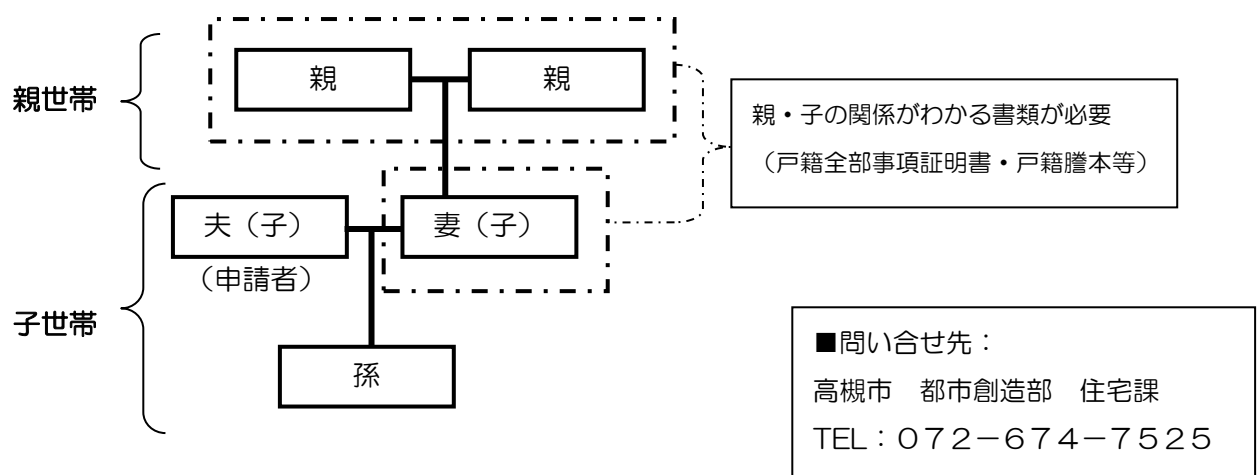 親世帯
親
親
親・子の関係がわかる書類が必要
（戸籍全部事項証明書・戸籍謄本等）
子世帯
夫（子）
（申請者）
妻（子）
孫
■問い合せ先：
高槻市　都市創造部　住宅課
TEL：０７２－６７４－７５２５